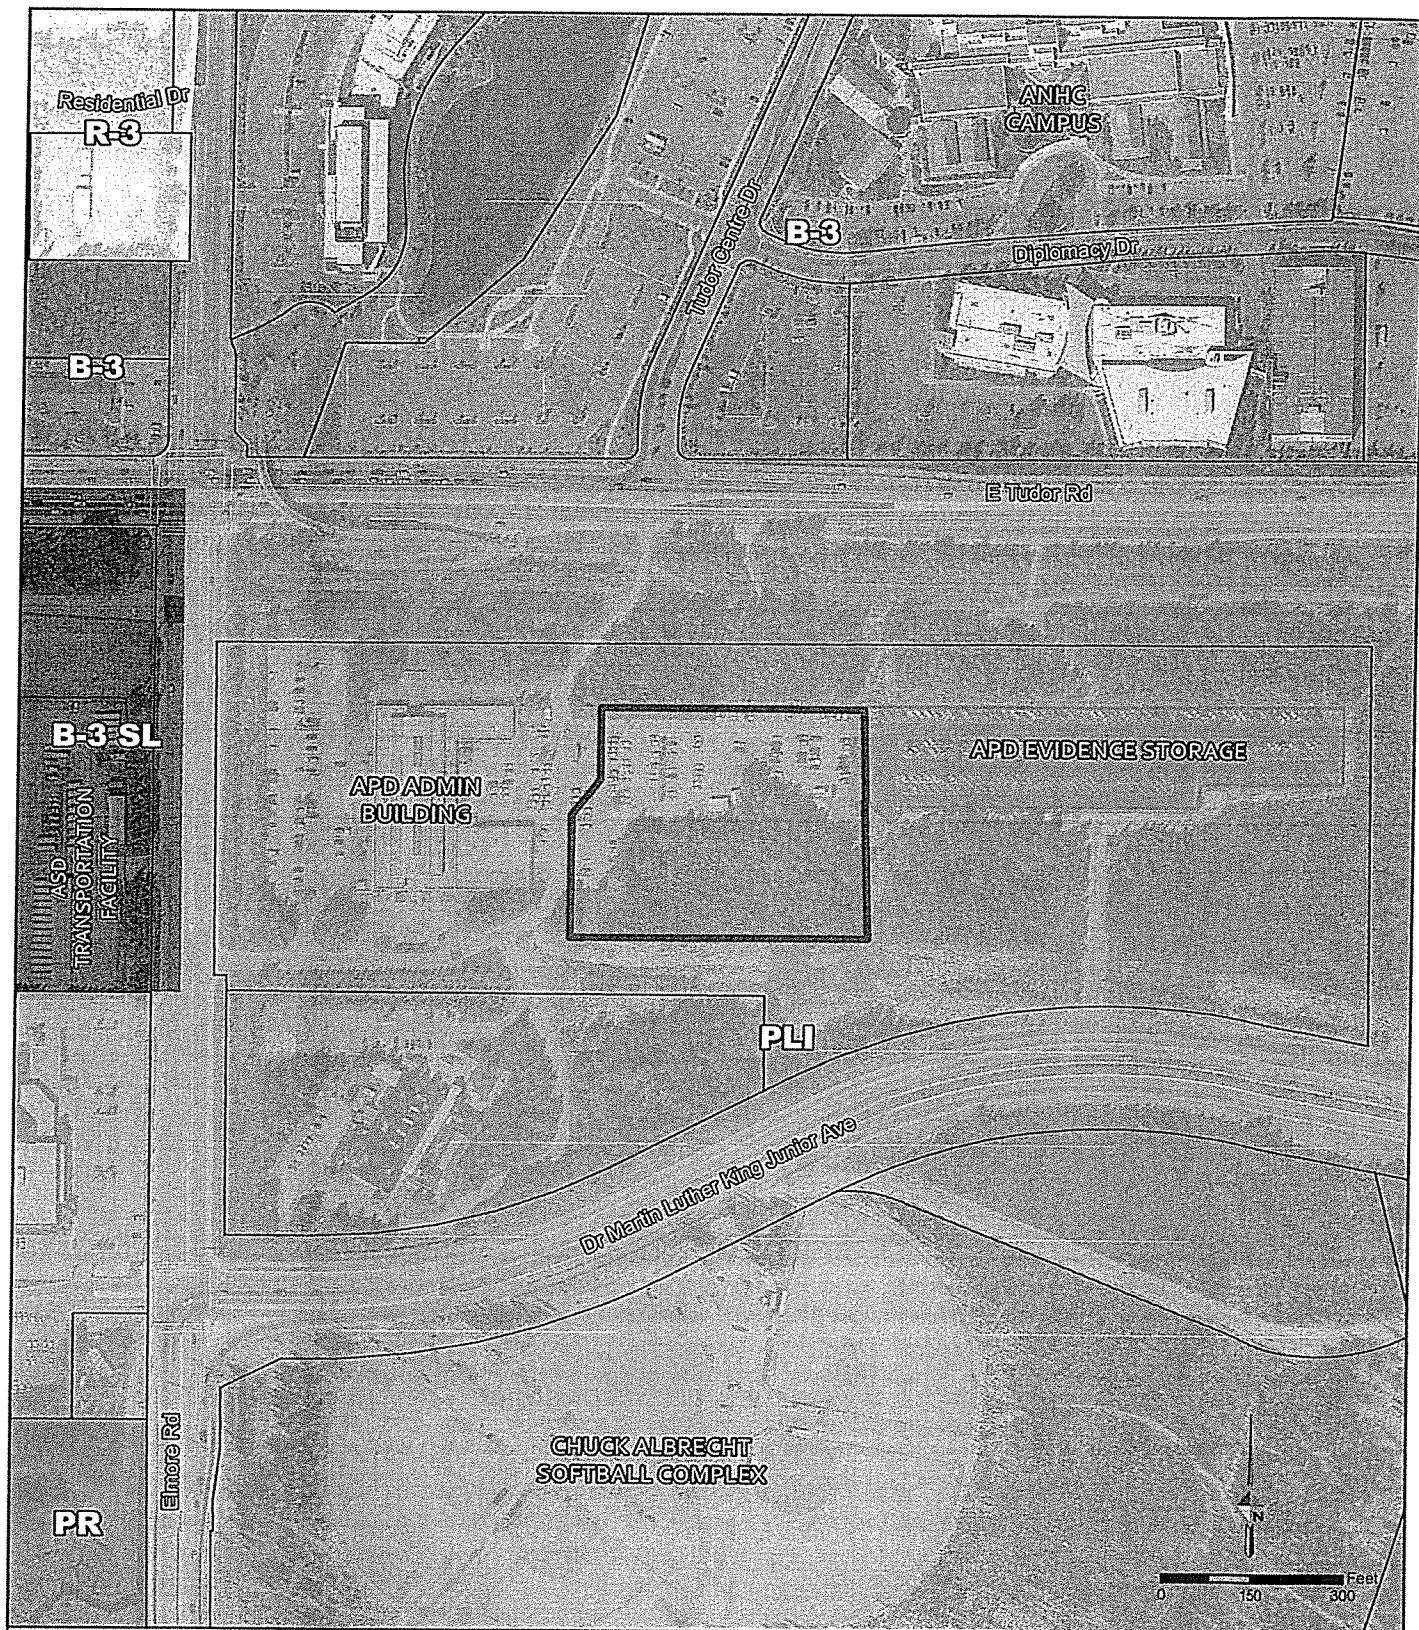 Residential Dr
R-3
ANHC
CAMPUS
Tudor Centre Dr
B-3
Diplomacy Dr
B-3
E Tudor Rd
B-3 SL
APD ADMIN
BUILDING
APD EVIDENCE STORAGE
ASD
TRANSPORTATION
FACILITY
PLI
Dr Martin Luther King Junior Ave
Elmore Rd
CHUCK ALBRECHT
SOFTBALL COMPLEX
PR
N
Feet
0 150 300